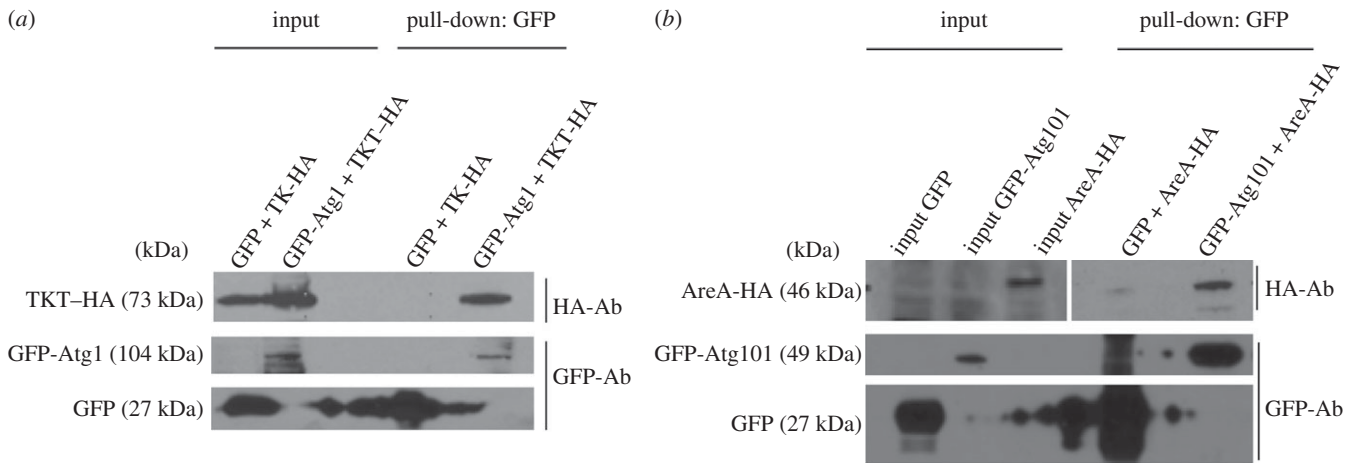 (a)
input
pull-down: GFP
GFP + TK-HA
GFP-Atg1 + TKT–HA
GFP + TK-HA
GFP-Atg1 + TKT-HA
(kDa)
TKT–HA (73 kDa)
HA-Ab
GFP-Atg1 (104 kDa)
GFP (27 kDa)
GFP-Ab
(b)
input
pull-down: GFP
input GFP
input GFP-Atg101
input AreA-HA
GFP + AreA-HA
GFP-Atg101 + AreA-HA
(kDa)
AreA-HA (46 kDa)
HA-Ab
GFP-Atg101 (49 kDa)
GFP (27 kDa)
GFP-Ab